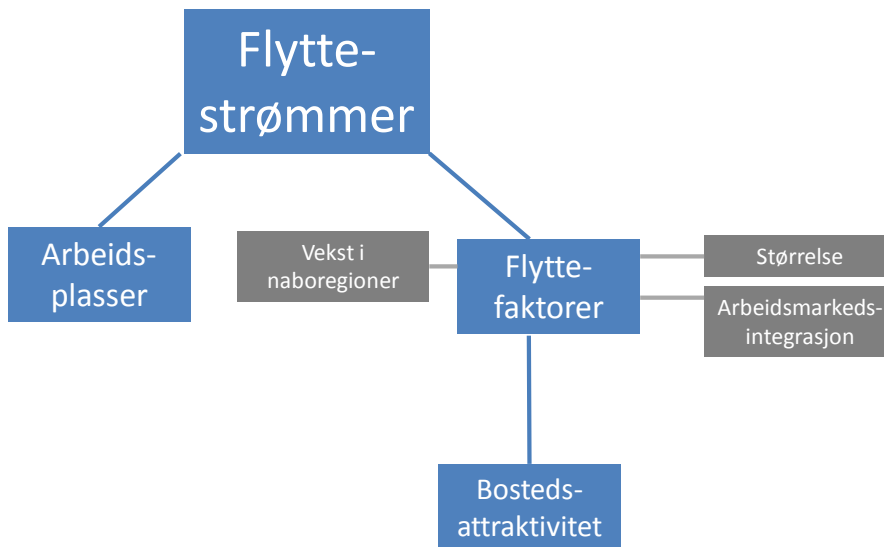 Flytte-
strømmer
Arbeids-
plasser
Vekst i
naboregioner
Flytte-
faktorer
Størrelse
Arbeidsmarkeds-
integrasjon
Bosteds-
attraktivitet